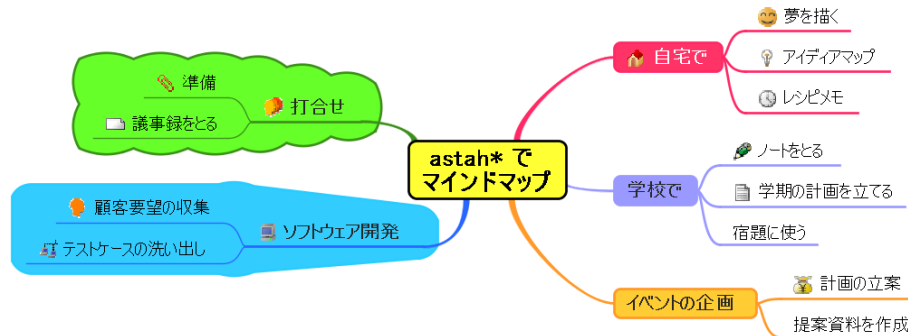 astah* で
マインドマップ
自宅で
夢を描く
アイディアマップ
レシピメモ
学校で
ノートをとる
学期の計画を立てる
宿題に使う
イベントの企画
計画の立案
提案資料を作成
打合せ
準備
議事録をとる
ソフトウェア開発
顧客要望の収集
テストケースの洗い出し